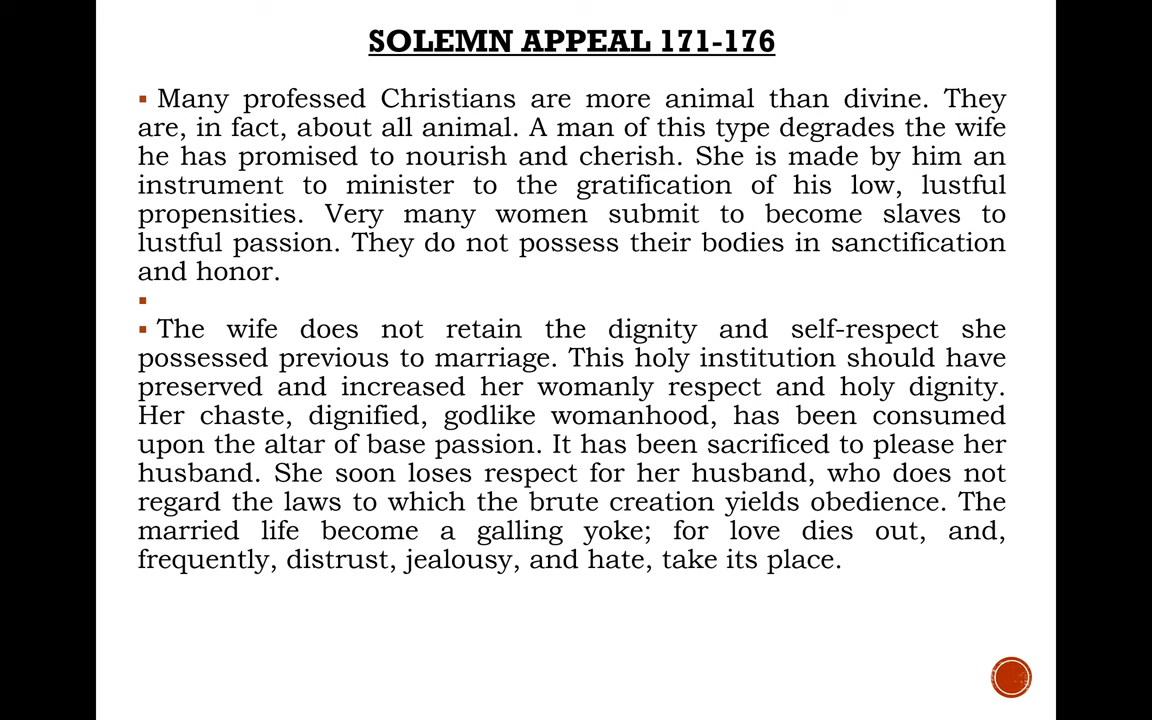 SOLEMN APPEAL 171-176
▪ Many professed Christians are more animal than divine. They
are, in fact, about all animal. A man of this type degrades the wife
he has promised to nourish and cherish. She is made by him an
instrument to minister to the gratification of his low, lustful
propensities. Very many women submit to become slaves to
lustful passion. They do not possess their bodies in sanctification
and honor.
▪
▪ The wife does not retain the dignity and self-respect she
possessed previous to marriage. This holy institution should have
preserved and increased her womanly respect and holy dignity.
Her chaste, dignified, godlike womanhood, has been consumed
upon the altar of base passion. It has been sacrificed to please her
husband. She soon loses respect for her husband, who does not
regard the laws to which the brute creation yields obedience. The
married life become a galling yoke; for love dies out, and,
frequently, distrust, jealousy, and hate, take its place.